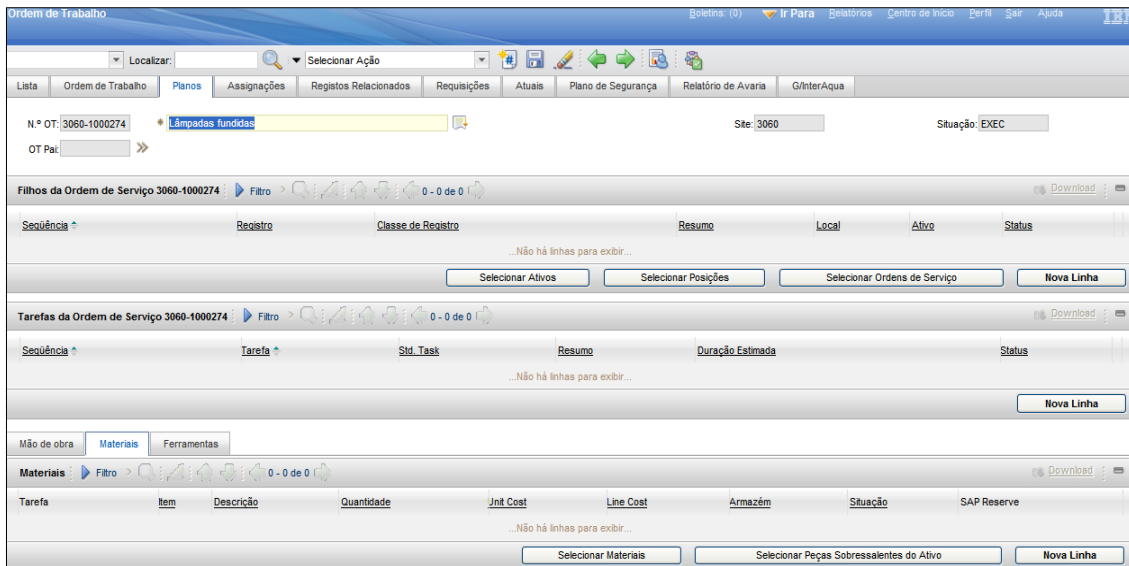 Ordem de Trabalho Boletins: (0) Ir Para Relatórios Centro de Início Perfil Sair Ajuda IBM
Localizar: Selecionar Ação
Lista Ordem de Trabalho Planos Assignações Registos Relacionados Requisições Atuais Plano de Segurança Relatório de Avaria G/InterAqua
N.º OT: 3060-1000274 * Lâmpadas fundidas Site: 3060 Situação: EXEC
OT Pai:
Filhos da Ordem de Serviço 3060-1000274 Filtro 0 - 0 de 0 Download
Seqüência Registro Classe de Registro Resumo Local Ativo Status
...Não há linhas para exibir...
Selecionar Ativos Selecionar Posições Selecionar Ordens de Serviço Nova Linha
Tarefas da Ordem de Serviço 3060-1000274 Filtro 0 - 0 de 0 Download
Seqüência Tarefa Std. Task Resumo Duração Estimada Status
...Não há linhas para exibir...
Nova Linha
Mão de obra Materiais Ferramentas
Materiais Filtro 0 - 0 de 0 Download
Tarefa Item Descrição Quantidade Unit Cost Line Cost Armazém Situação SAP Reserve
...Não há linhas para exibir...
Selecionar Materiais Selecionar Peças Sobressalentes do Ativo Nova Linha